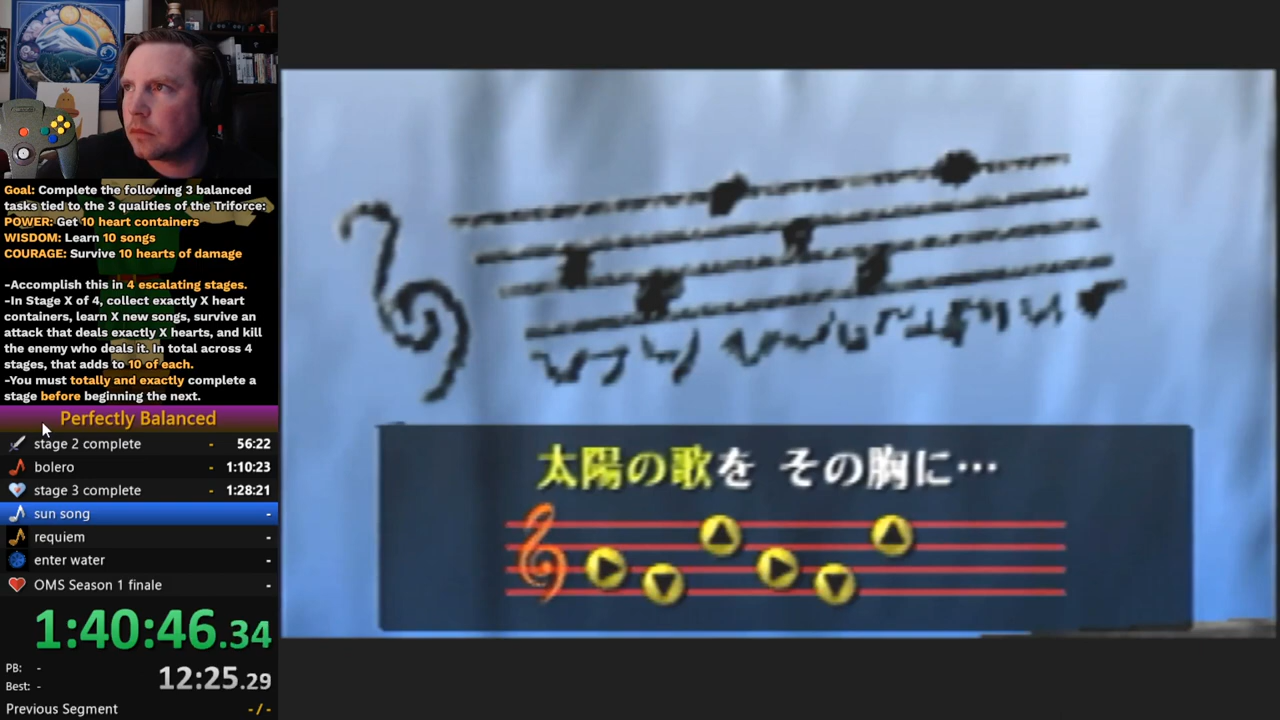 Goal: Complete the following 3 balanced
tasks tied to the 3 qualities of the Triforce:
POWER: Get 10 heart containers
WISDOM: Learn 10 songs
COURAGE: Survive 10 hearts of damage
-Accomplish this in 4 escalating stages.
-In Stage X of 4, collect exactly X heart
containers, learn X new songs, survive an
attack that deals exactly X hearts, and kill
the enemy who deals it. In total across 4
stages, that adds to 10 of each.
-You must totally and exactly complete a
stage before beginning the next.
Perfectly Balanced
stage 2 complete - 56:22
bolero - 1:10:23
stage 3 complete - 1:28:21
sun song -
requiem -
enter water -
OMS Season 1 finale -
1:40:46.34
PB: -
Best: -
12:25.29
Previous Segment -/-
太陽の歌を その胸に…